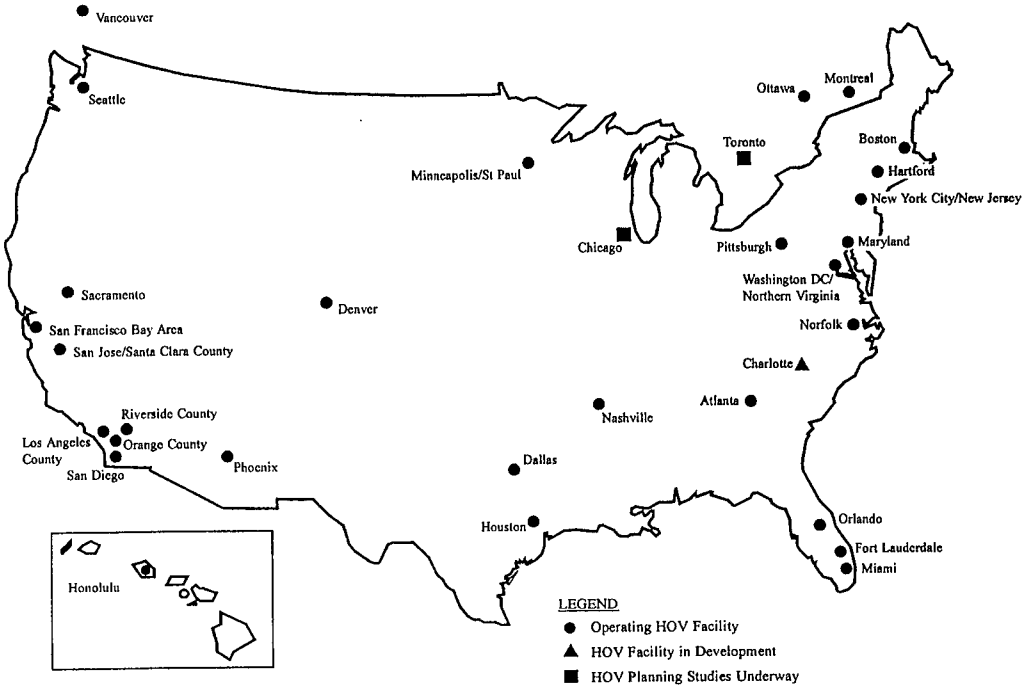 Vancouver
Seattle
Ottawa
Montreal
Boston
Toronto
Minneapolis/St Paul
Hartford
New York City/New Jersey
Chicago
Pittsburgh
Maryland
Washington DC/
Northern Virginia
Sacramento
Denver
San Francisco Bay Area
Norfolk
San Jose/Santa Clara County
Charlotte
Atlanta
Nashville
Riverside County
Los Angeles
County
Orange County
San Diego
Phoenix
Dallas
Houston
Orlando
Fort Lauderdale
Miami
Honolulu
LEGEND
Operating HOV Facility
HOV Facility in Development
HOV Planning Studies Underway